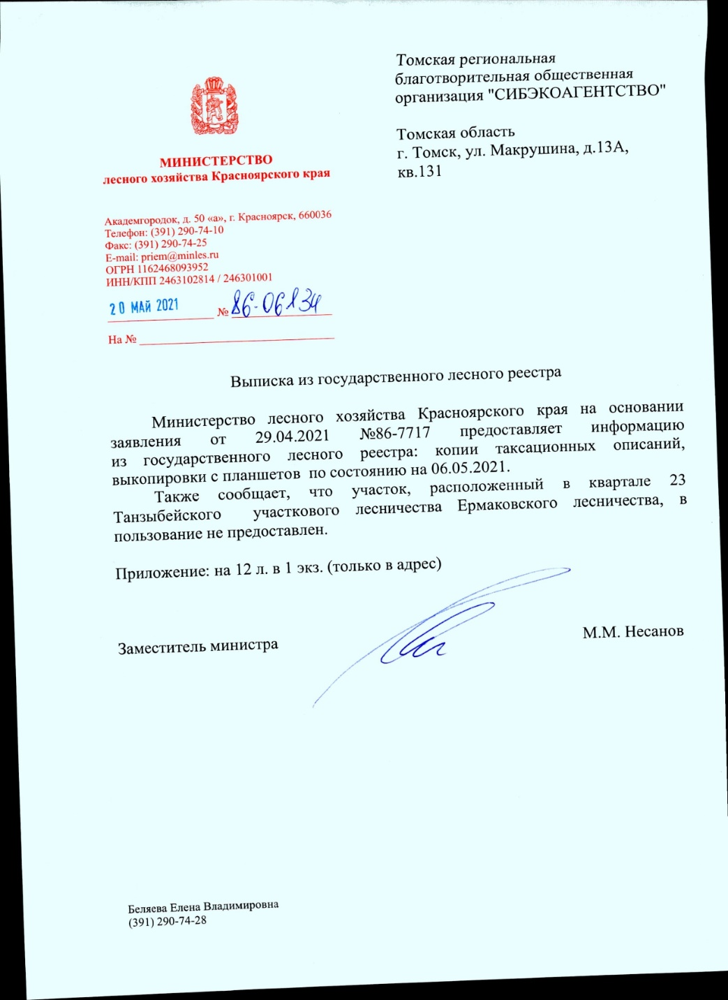 Томская региональная
благотворительная общественная
организация "СИБЭКОАГЕНТСТВО"
Томская область
г. Томск, ул. Макрушина, д.13А,
кв.131
МИНИСТЕРСТВО
лесного хозяйства Красноярского края
Академгородок, д. 50 «а», г. Красноярск, 660036
Телефон: (391) 290-74-10
Факс: (391) 290-74-25
E-mail: priem@minles.ru
ОГРН 1162468093952
ИНН/КПП 2463102814 / 246301001
20 МАЙ 2021 № 86-06134
На №
Выписка из государственного лесного реестра
Министерство лесного хозяйства Красноярского края на основании
заявления от 29.04.2021 №86-7717 предоставляет информацию
из государственного лесного реестра: копии таксационных описаний,
выкопировки с планшетов по состоянию на 06.05.2021.
Также сообщает, что участок, расположенный в квартале 23
Танзыбейского участкового лесничества Ермаковского лесничества, в
пользование не предоставлен.
Приложение: на 12 л. в 1 экз. (только в адрес)
Заместитель министра
М.М. Несанов
Беляева Елена Владимировна
(391) 290-74-28